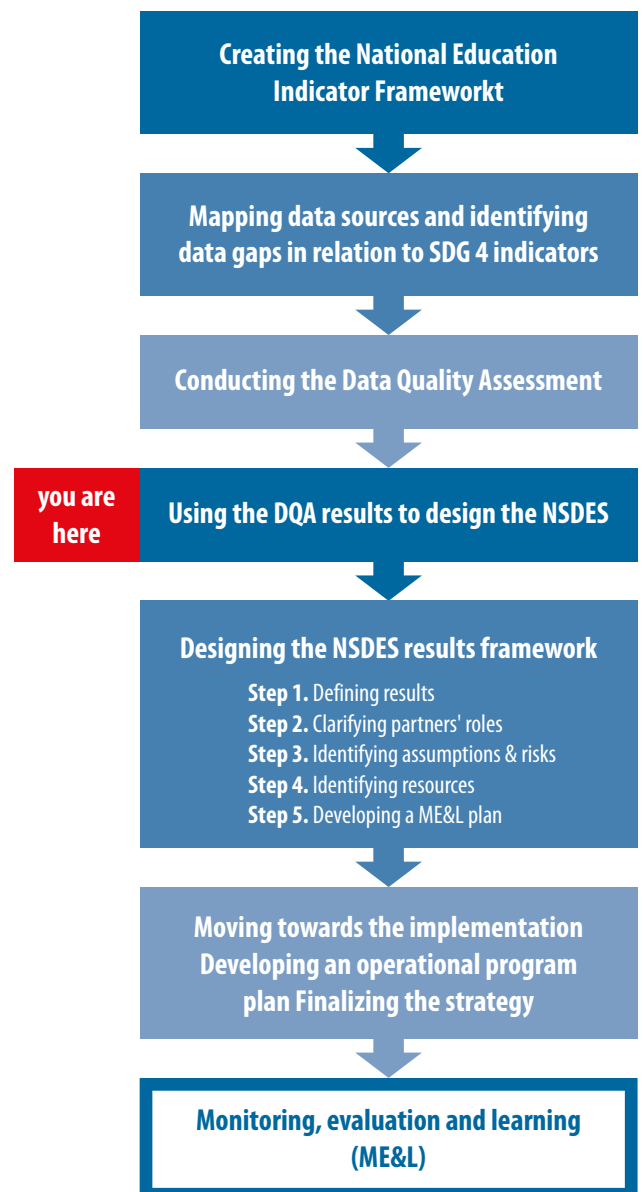 Creating the National Education
Indicator Frameworkt
Mapping data sources and identifying
data gaps in relation to SDG 4 indicators
Conducting the Data Quality Assessment
you are
here
Using the DQA results to design the NSDES
Designing the NSDES results framework
Step 1. Defining results
Step 2. Clarifying partners' roles
Step 3. Identifying assumptions & risks
Step 4. Identifying resources
Step 5. Developing a ME&L plan
Moving towards the implementation
Developing an operational program
plan Finalizing the strategy
Monitoring, evaluation and learning
(ME&L)